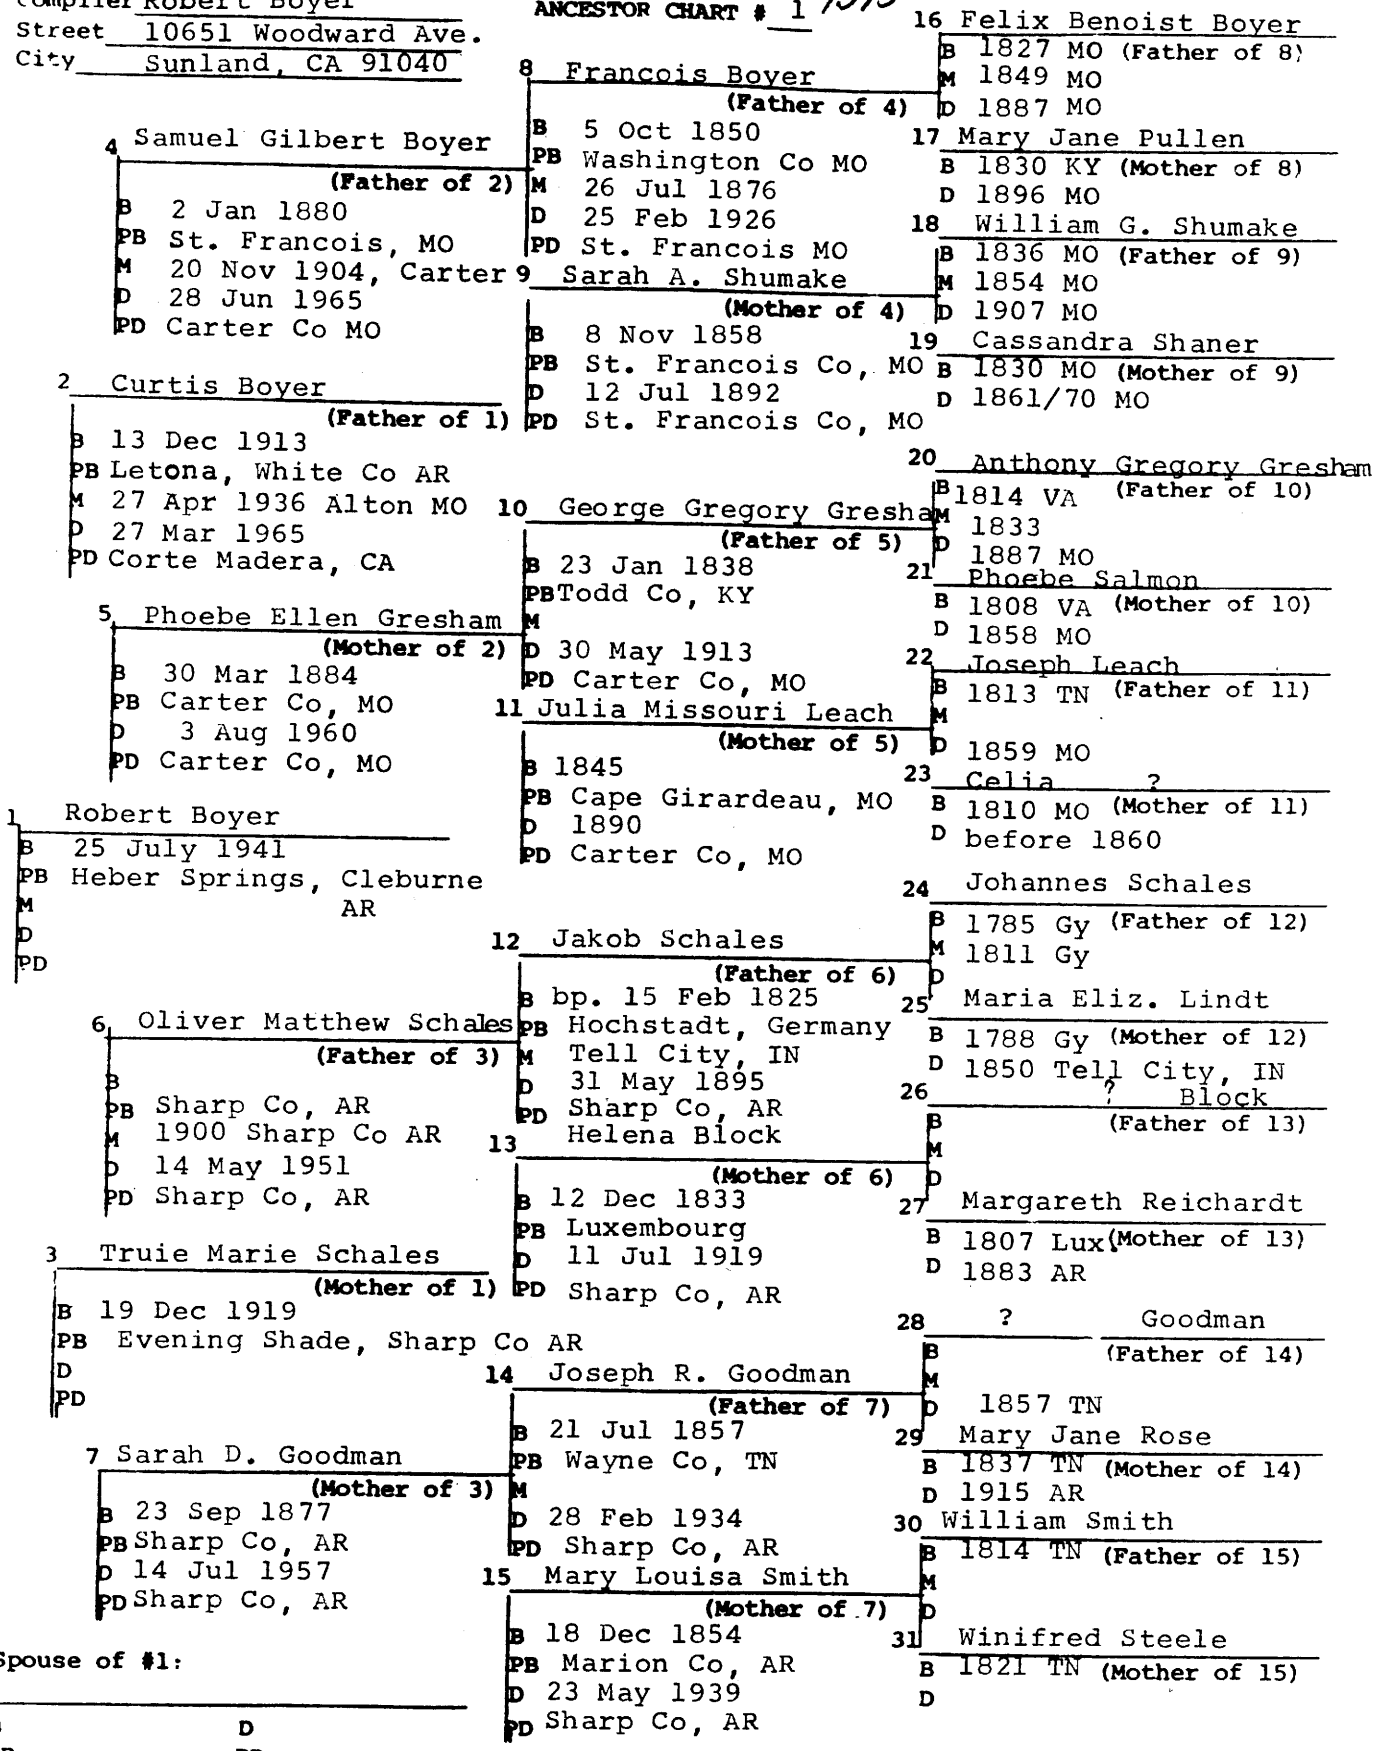 Compiler Robert Boyer
Street 10651 Woodward Ave.
City Sunland, CA 91040
ANCESTOR CHART # 1
4 Samuel Gilbert Boyer
(Father of 2)
B 2 Jan 1880
PB St. Francois, MO
M 20 Nov 1904, Carter
D 28 Jun 1965
PD Carter Co MO
2 Curtis Boyer
(Father of 1)
B 13 Dec 1913
PB Letona, White Co AR
M 27 Apr 1936 Alton MO
D 27 Mar 1965
PD Corte Madera, CA
5 Phoebe Ellen Gresham
(Mother of 2)
B 30 Mar 1884
PB Carter Co, MO
D 3 Aug 1960
PD Carter Co, MO
1 Robert Boyer
B 25 July 1941
PB Heber Springs, Cleburne
M AR
D
PD
6 Oliver Matthew Schales
(Father of 3)
B
PB Sharp Co, AR
M 1900 Sharp Co AR
D 14 May 1951
PD Sharp Co, AR
3 Truie Marie Schales
(Mother of 1)
B 19 Dec 1919
PB Evening Shade, Sharp Co AR
D
PD
7 Sarah D. Goodman
(Mother of 3)
B 23 Sep 1877
PB Sharp Co, AR
D 14 Jul 1957
PD Sharp Co, AR
Spouse of #1:
D
8 Francois Boyer
(Father of 4)
B 5 Oct 1850
PB Washington Co MO
M 26 Jul 1876
D 25 Feb 1926
PD St. Francois MO
9 Sarah A. Shumake
(Mother of 4)
B 8 Nov 1858
PB St. Francois Co, MO
D 12 Jul 1892
PD St. Francois Co, MO
10 George Gregory Gresham
(Father of 5)
B 23 Jan 1838
PB Todd Co, KY
M
D 30 May 1913
PD Carter Co, MO
11 Julia Missouri Leach
(Mother of 5)
B 1845
PB Cape Girardeau, MO
D 1890
PD Carter Co, MO
12 Jakob Schales
(Father of 6)
B bp. 15 Feb 1825
PB Hochstadt, Germany
M Tell City, IN
D 31 May 1895
PD Sharp Co, AR
13 Helena Block
(Mother of 6)
B 12 Dec 1833
PB Luxembourg
D 11 Jul 1919
PD Sharp Co, AR
14 Joseph R. Goodman
(Father of 7)
B 21 Jul 1857
PB Wayne Co, TN
M
D 28 Feb 1934
PD Sharp Co, AR
15 Mary Louisa Smith
(Mother of 7)
B 18 Dec 1854
PB Marion Co, AR
D 23 May 1939
PD Sharp Co, AR
16 Felix Benoist Boyer
B 1827 MO (Father of 8)
M 1849 MO
D 1887 MO
17 Mary Jane Pullen
B 1830 KY (Mother of 8)
D 1896 MO
18 William G. Shumake
B 1836 MO (Father of 9)
M 1854 MO
D 1907 MO
19 Cassandra Shaner
B 1830 MO (Mother of 9)
D 1861/70 MO
20 Anthony Gregory Gresham
B 1814 VA (Father of 10)
M 1833
D 1887 MO
21 Phoebe Salmon
B 1808 VA (Mother of 10)
D 1858 MO
22 Joseph Leach
B 1813 TN (Father of 11)
M
D 1859 MO
23 Celia ?
B 1810 MO (Mother of 11)
D before 1860
24 Johannes Schales
B 1785 Gy (Father of 12)
M 1811 Gy
D
25 Maria Eliz. Lindt
B 1788 Gy (Mother of 12)
D 1850 Tell City, IN
26 ? Block
B (Father of 13)
M
D
27 Margareth Reichardt
B 1807 Lux (Mother of 13)
D 1883 AR
28 ? Goodman
B (Father of 14)
M
D 1857 TN
29 Mary Jane Rose
B 1837 TN (Mother of 14)
D 1915 AR
30 William Smith
B 1814 TN (Father of 15)
M
D
31 Winifred Steele
B 1821 TN (Mother of 15)
D